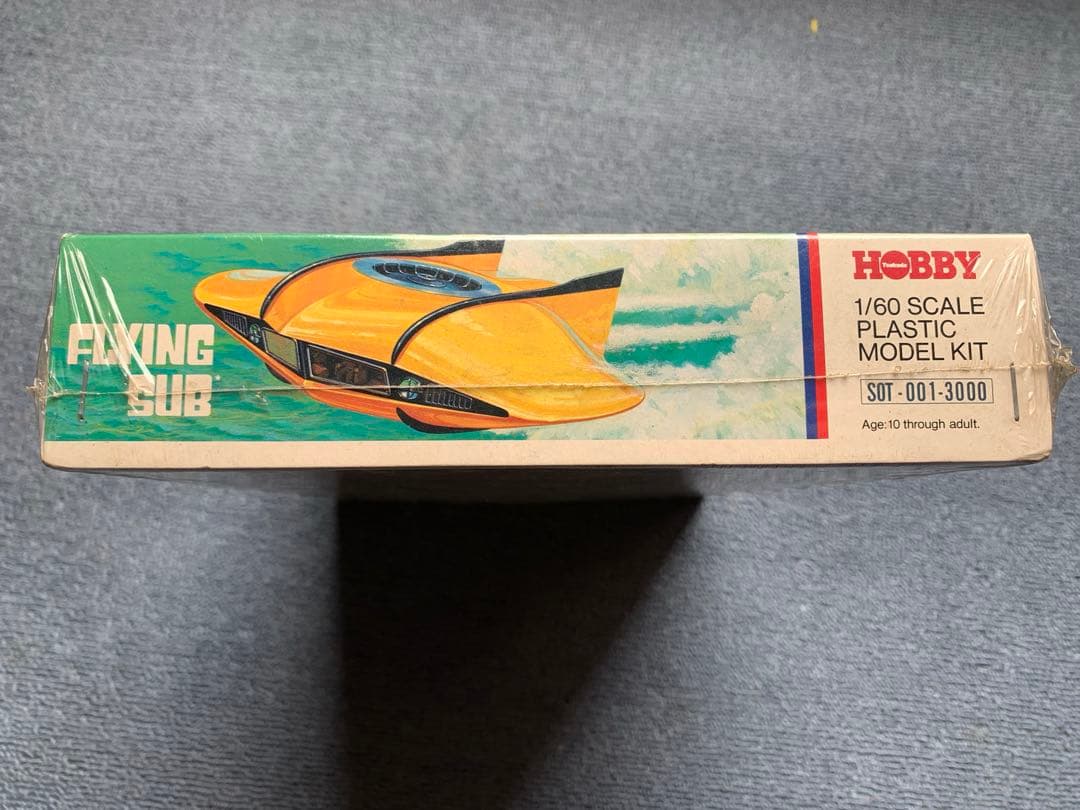 FLYING
SUB
HOBBY
1/60 SCALE
PLASTIC
MODEL KIT
SOT-001-3000
Age:10 through adult.